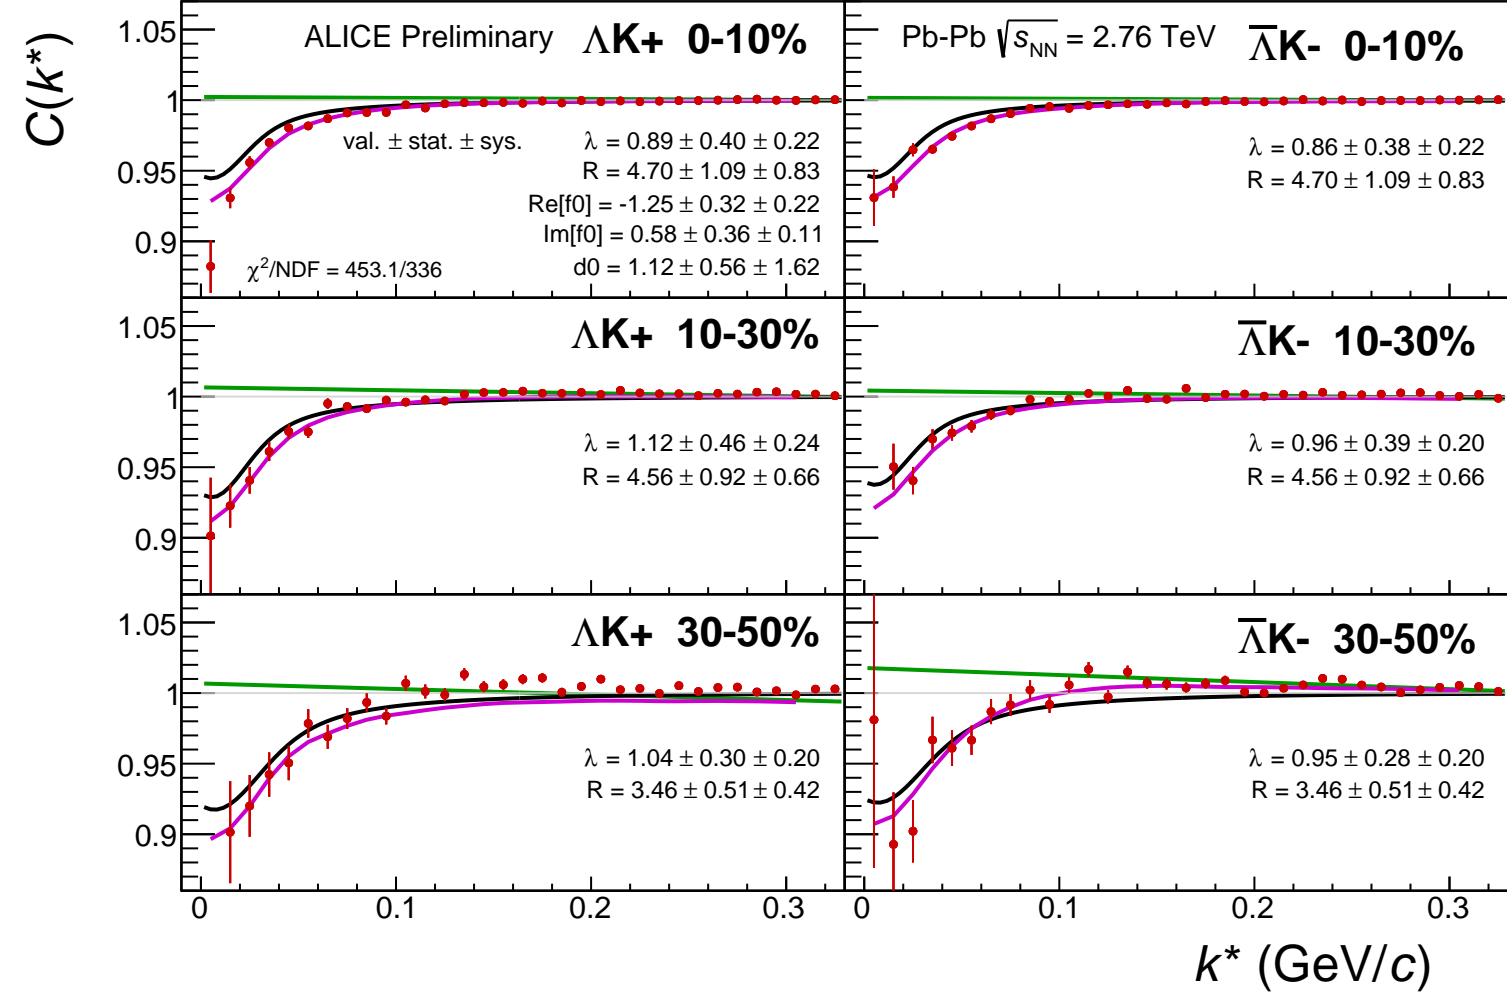 C(k*)
ALICE Preliminary ΛK+ 0-10%
1.05
1
0.95
0.9
val. ± stat. ± sys.
λ = 0.89 ± 0.40 ± 0.22
R = 4.70 ± 1.09 ± 0.83
Re[f0] = -1.25 ± 0.32 ± 0.22
Im[f0] = 0.58 ± 0.36 ± 0.11
d0 = 1.12 ± 0.56 ± 1.62
χ²/NDF = 453.1/336
Pb-Pb √s_NN = 2.76 TeV Λ̅K- 0-10%
λ = 0.86 ± 0.38 ± 0.22
R = 4.70 ± 1.09 ± 0.83
ΛK+ 10-30%
1.05
1
0.95
0.9
λ = 1.12 ± 0.46 ± 0.24
R = 4.56 ± 0.92 ± 0.66
Λ̅K- 10-30%
λ = 0.96 ± 0.39 ± 0.20
R = 4.56 ± 0.92 ± 0.66
ΛK+ 30-50%
1.05
1
0.95
0.9
λ = 1.04 ± 0.30 ± 0.20
R = 3.46 ± 0.51 ± 0.42
Λ̅K- 30-50%
λ = 0.95 ± 0.28 ± 0.20
R = 3.46 ± 0.51 ± 0.42
0 0.1 0.2 0.3 0 0.1 0.2 0.3
k* (GeV/c)